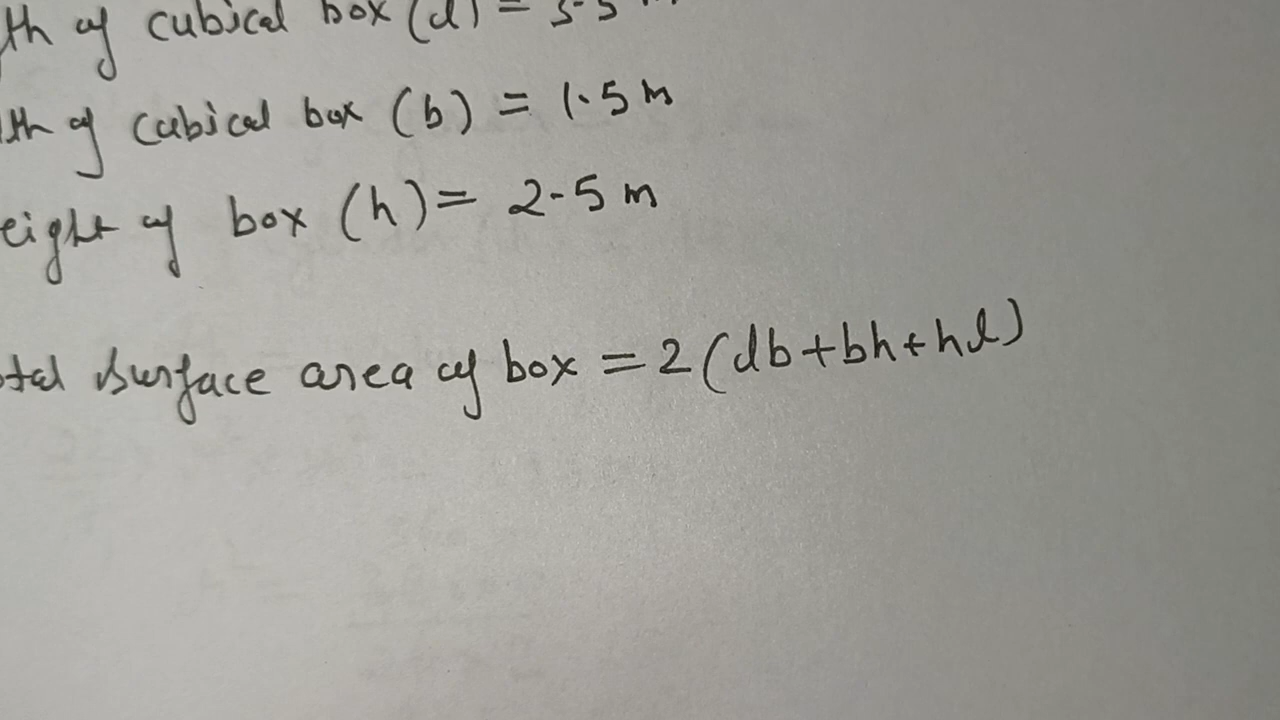 th of cubical box (l) =
th of cubical box (b) = 1.5 m
eight of box (h) = 2.5 m
otal surface area of box = 2(lb+bh+hl)